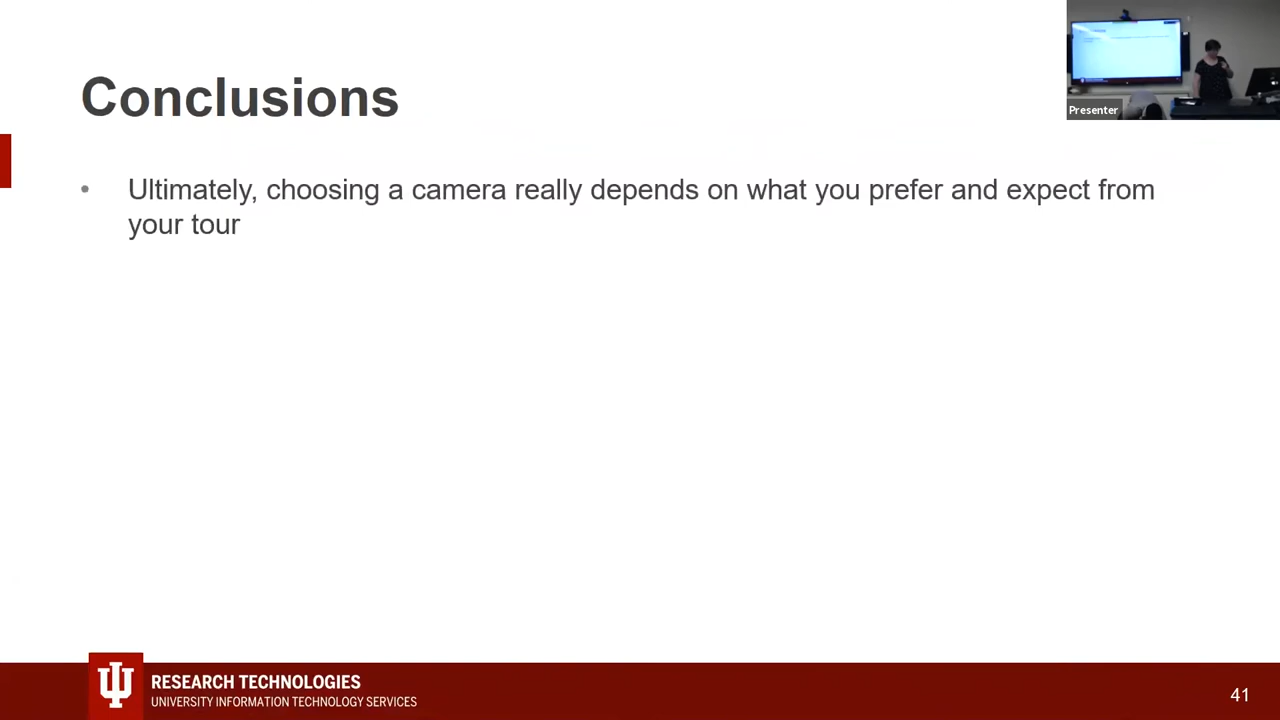 Conclusions
Presenter
• Ultimately, choosing a camera really depends on what you prefer and expect from
your tour
RESEARCH TECHNOLOGIES
UNIVERSITY INFORMATION TECHNOLOGY SERVICES
41